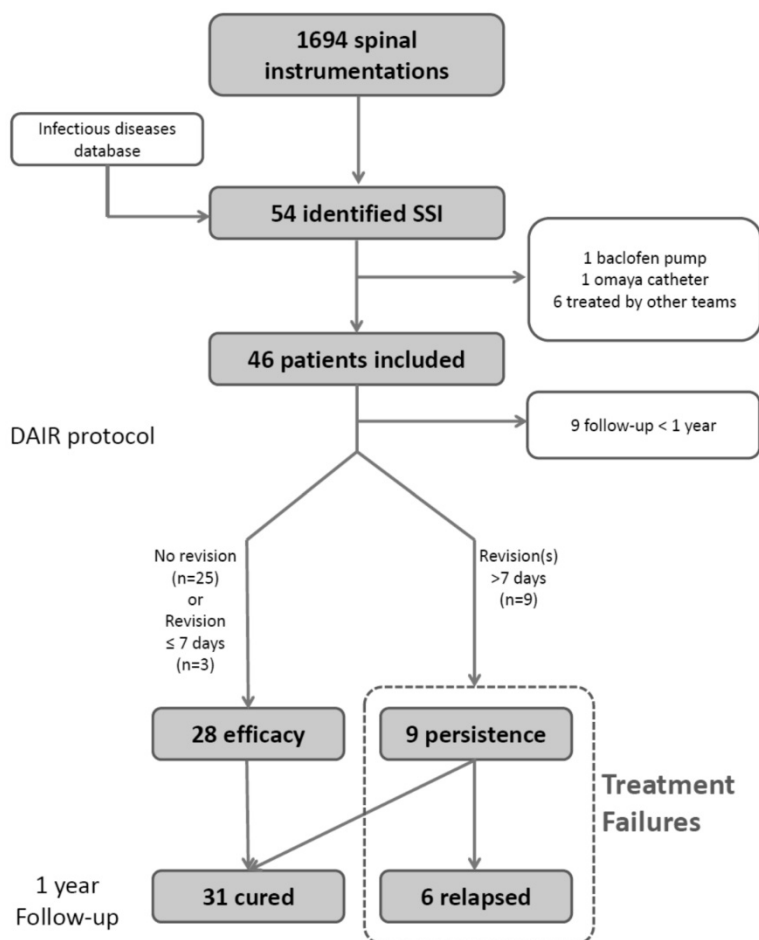 1694 spinal
instrumentations
Infectious diseases
database
54 identified SSI
1 baclofen pump
1 omaya catheter
6 treated by other teams
46 patients included
DAIR protocol
9 follow-up < 1 year
No revision
(n=25)
or
Revision
≤ 7 days
(n=3)
Revision(s)
>7 days
(n=9)
28 efficacy
9 persistence
Treatment
Failures
1 year
Follow-up
31 cured
6 relapsed